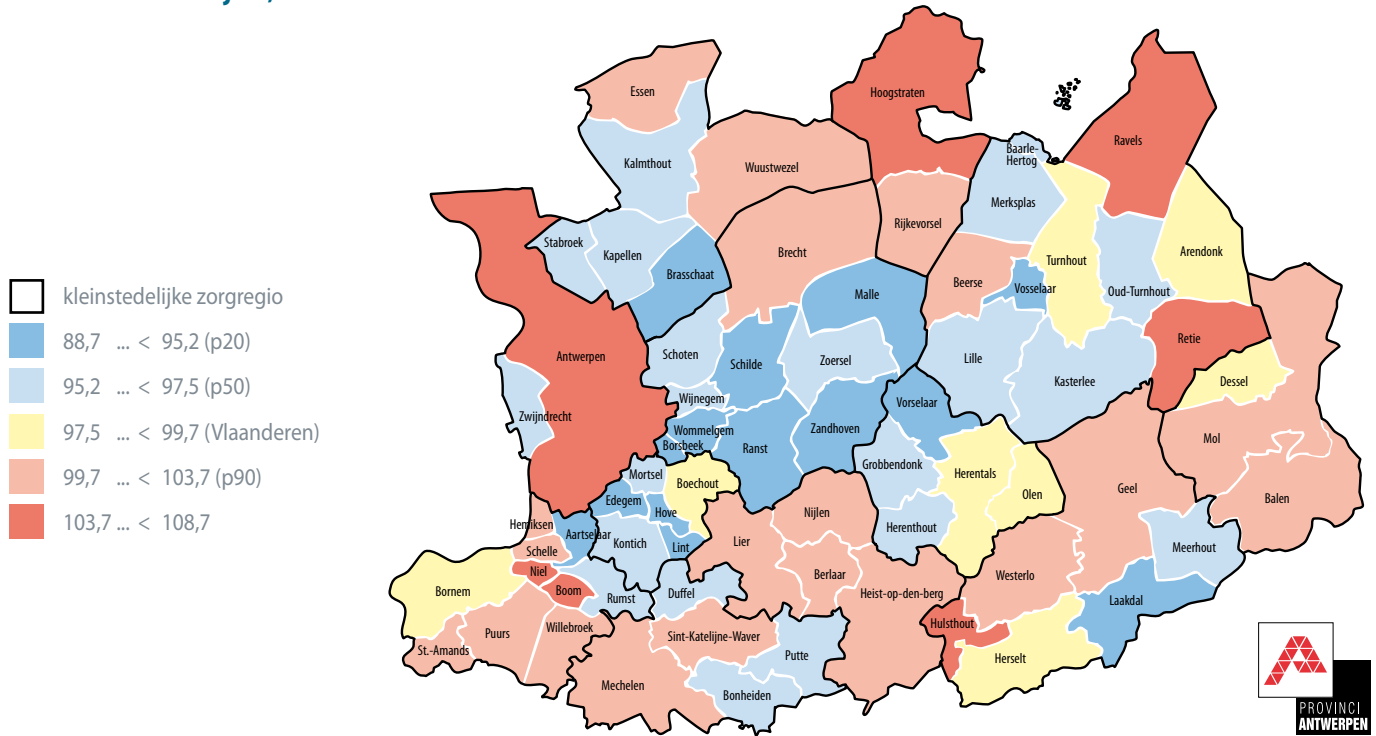 Essen
Hoogstraten
Ravels
Kalmthout
Wuustwezel
Baarle-
Hertog
Merksplas
Rijkevorsel
Stabroek
Kapellen
Brecht
Turnhout
Arendonk
Brasschaat
Beerse
Vosselaar
Oud-Turnhout
Malle
kleinstedelijke zorgregio
88,7 ... < 95,2 (p20)
95,2 ... < 97,5 (p50)
97,5 ... < 99,7 (Vlaanderen)
99,7 ... < 103,7 (p90)
103,7 ... < 108,7
Antwerpen
Schoten
Schilde
Zoersel
Lille
Kasterlee
Retie
Dessel
Zwijndrecht
Wijnegem
Wommelgem
Borsbeek
Ranst
Zandhoven
Vorselaar
Mol
Grobbendonk
Herentals
Olen
Geel
Balen
Mortsel
Boechout
Edegem
Hove
Nijlen
Herenthout
Hemiksen
Aartselaar
Kontich
Lint
Lier
Meerhout
Schelle
Niel
Boom
Rumst
Duffel
Berlaar
Heist-op-den-berg
Westerlo
Laakdal
Bornem
Willebroek
Puurs
St.-Amands
Sint-Katelijne-Waver
Putte
Hulsthout
Herselt
Mechelen
Bonheiden
PROVINCI
ANTWERPEN